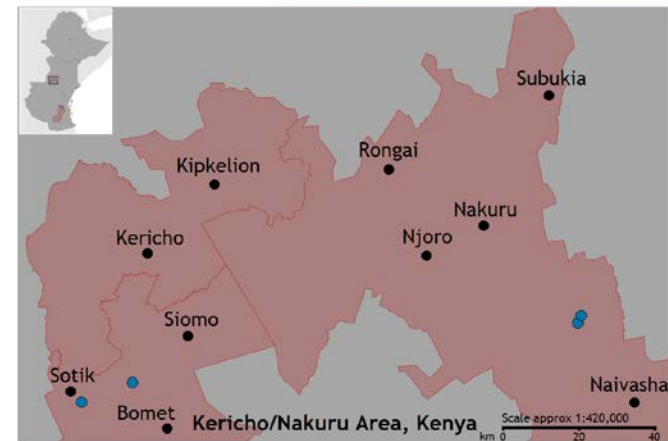 Subukia
Rongai
Kipkelion
Nakuru
Njoro
Kericho
Siomo
Sotik
Naivasha
Bomet
Kericho/Nakuru Area, Kenya
Scale approx 1:420,000
km 0 20 40